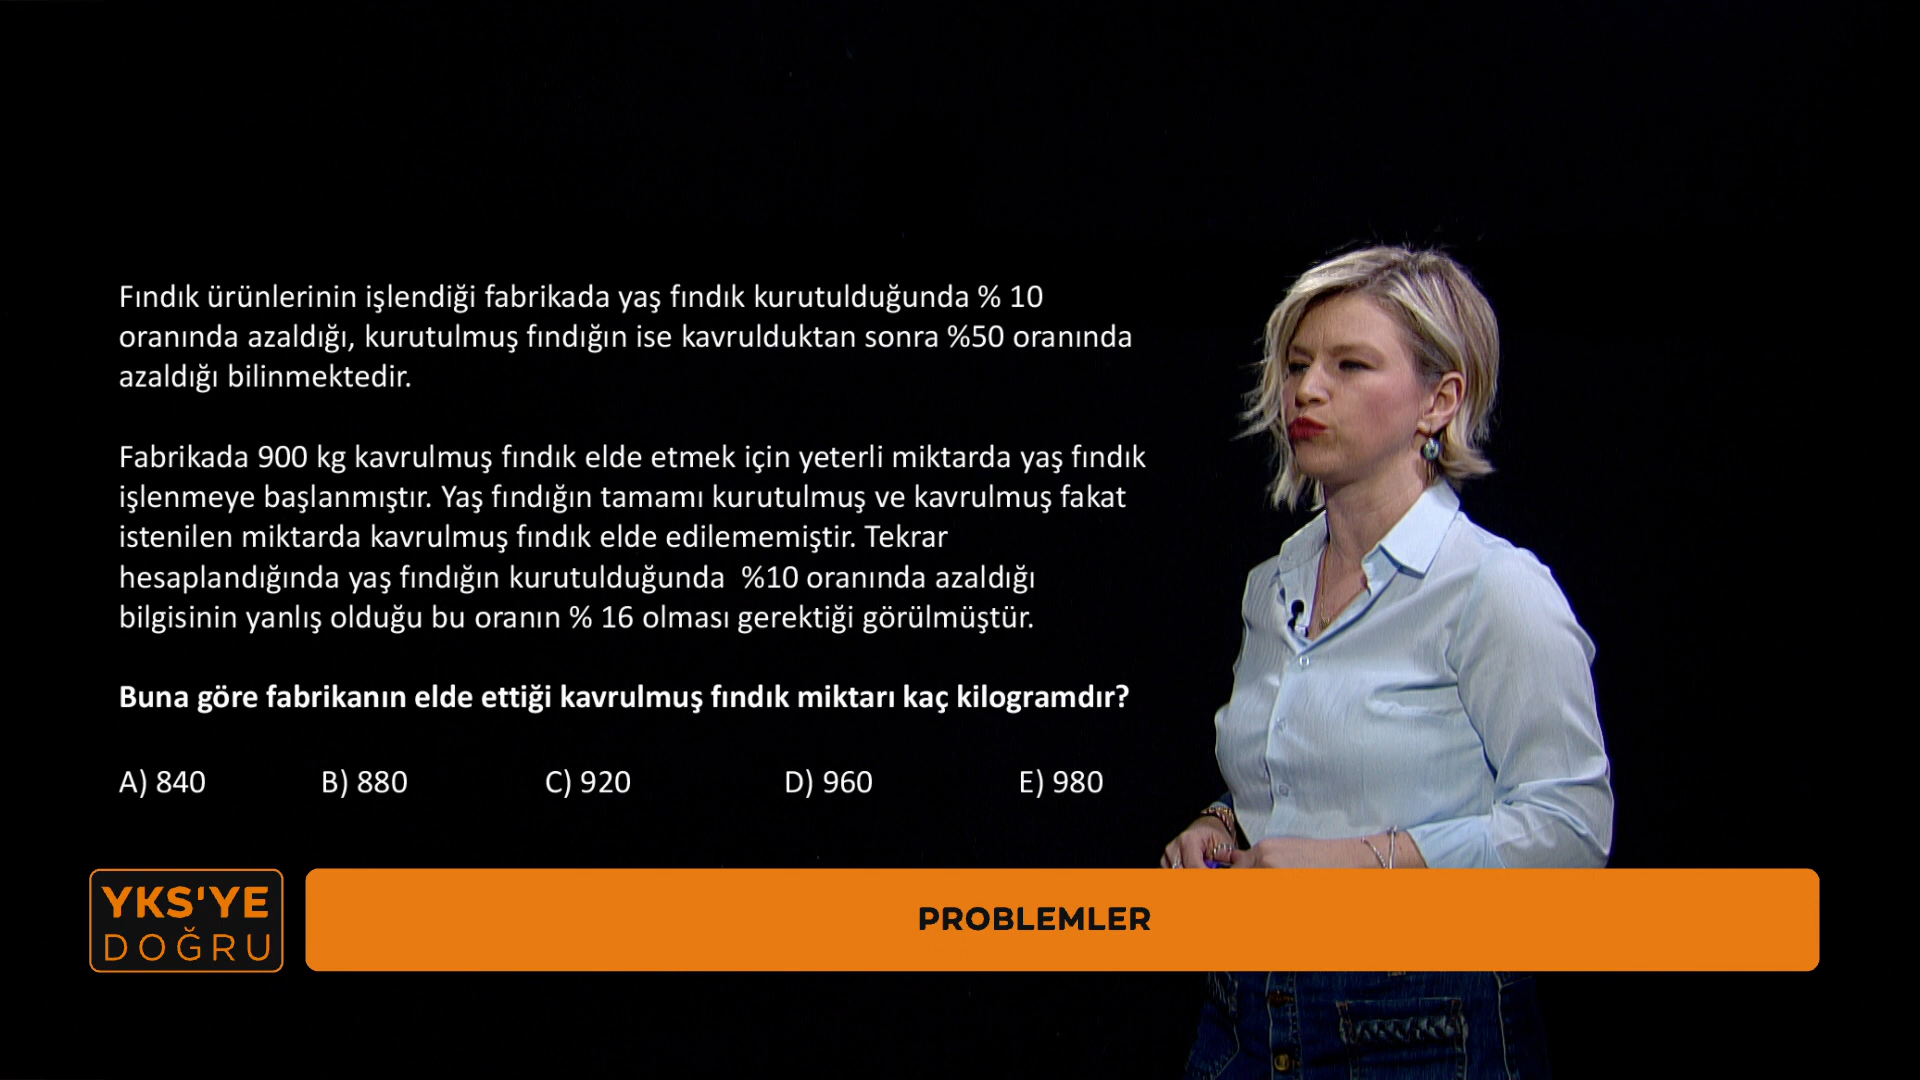 Fındık ürünlerinin işlendiği fabrikada yaş fındık kurutulduğunda % 10
oranında azaldığı, kurutulmuş fındığın ise kavrulduktan sonra %50 oranında
azaldığı bilinmektedir.
Fabrikada 900 kg kavrulmuş fındık elde etmek için yeterli miktarda yaş fındık
işlenmeye başlanmıştır. Yaş fındığın tamamı kurutulmuş ve kavrulmuş fakat
istenilen miktarda kavrulmuş fındık elde edilememiştir. Tekrar
hesaplandığında yaş fındığın kurutulduğunda %10 oranında azaldığı
bilgisinin yanlış olduğu bu oranın % 16 olması gerektiği görülmüştür.
Buna göre fabrikanın elde ettiği kavrulmuş fındık miktarı kaç kilogramdır?
A) 840 B) 880 C) 920 D) 960 E) 980
YKS'YE
DOĞRU
PROBLEMLER